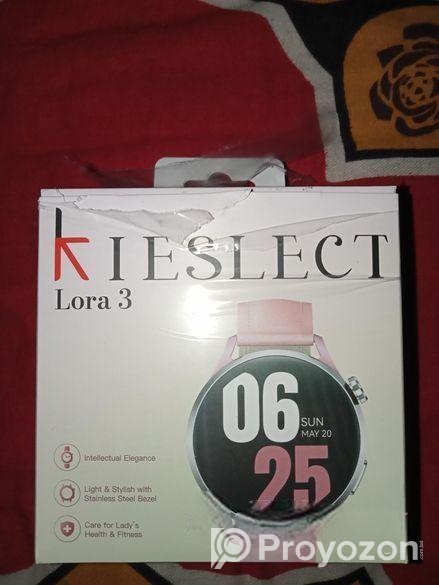 KIESLECT
Lora 3
06
SUN
MAY 20
25
Intellectual Elegance
Light & Stylish with
Stainless Steel Bezel
Care for Lady's
Health & Fitness
Proyozon